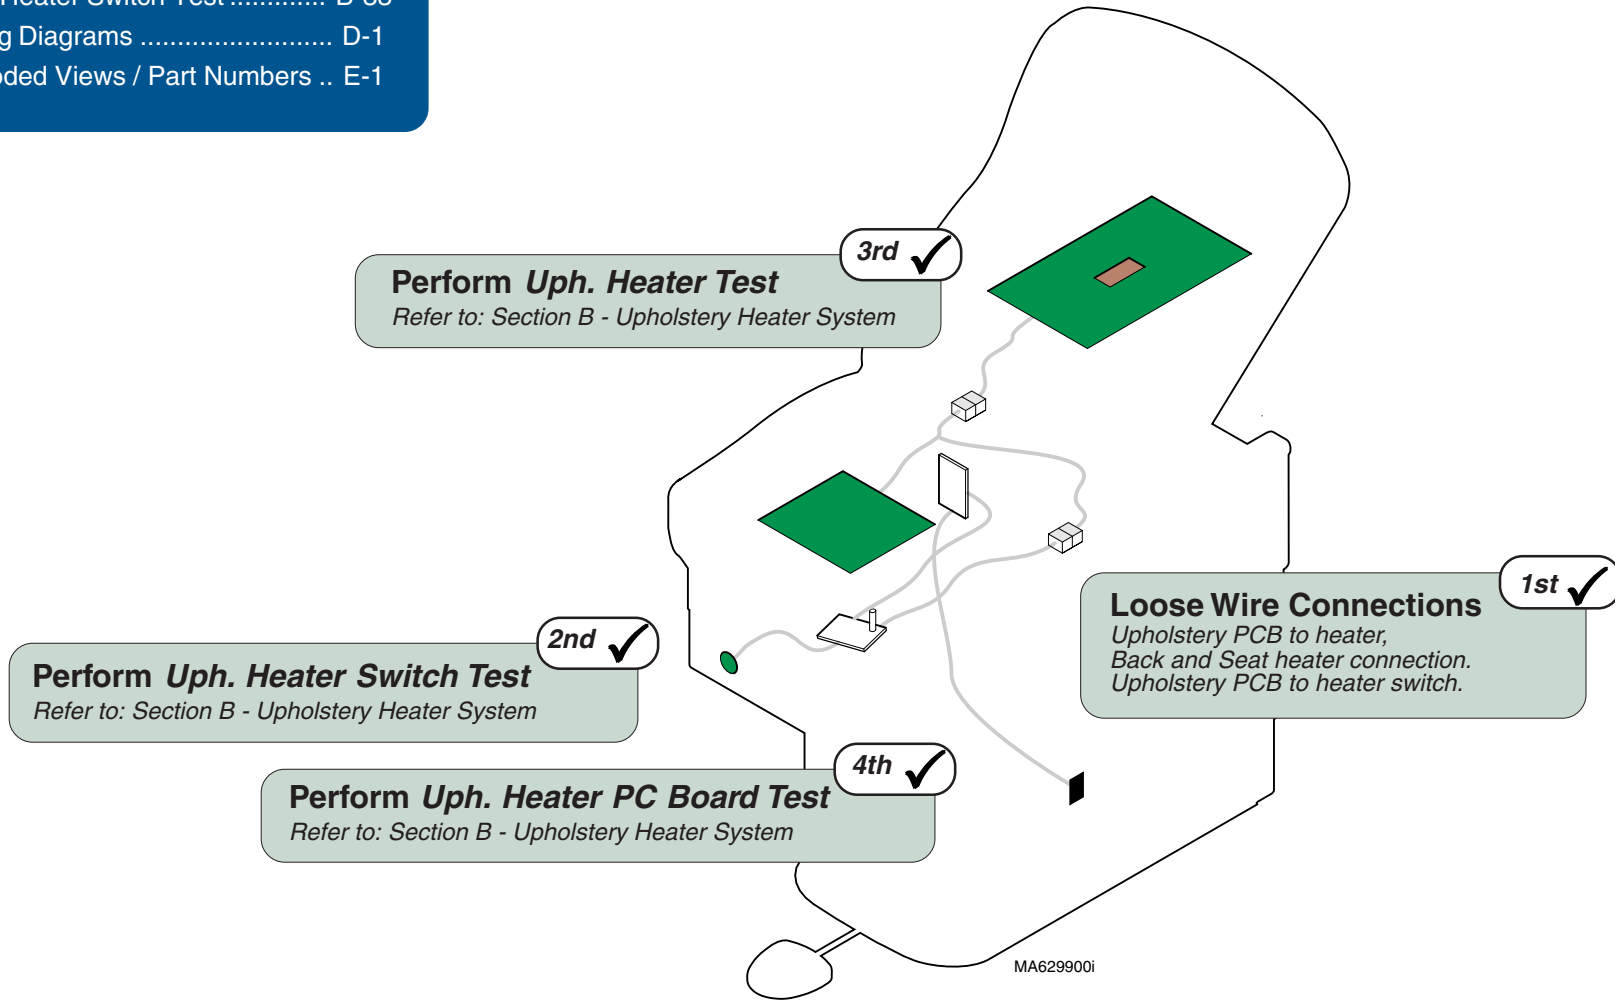 Heater Switch Test ............. B-
g Diagrams .......................... D-1
oded Views / Part Numbers .. E-1
3rd ✓
Perform Uph. Heater Test
Refer to: Section B - Upholstery Heater System
1st ✓
Loose Wire Connections
Upholstery PCB to heater,
Back and Seat heater connection.
Upholstery PCB to heater switch.
2nd ✓
Perform Uph. Heater Switch Test
Refer to: Section B - Upholstery Heater System
4th ✓
Perform Uph. Heater PC Board Test
Refer to: Section B - Upholstery Heater System
MA629900i